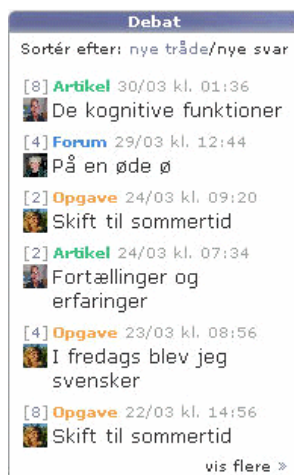 Debat
Sortér efter: nye tråde/nye svar
[8] Artikel 30/03 kl. 01:36
De kognitive funktioner
[4] Forum 29/03 kl. 12:44
På en øde ø
[2] Opgave 24/03 kl. 09:20
Skift til sommertid
[2] Artikel 24/03 kl. 07:34
Fortællinger og
erfaringer
[4] Opgave 23/03 kl. 08:56
I fredags blev jeg
svensker
[8] Opgave 22/03 kl. 14:56
Skift til sommertid
vis flere »